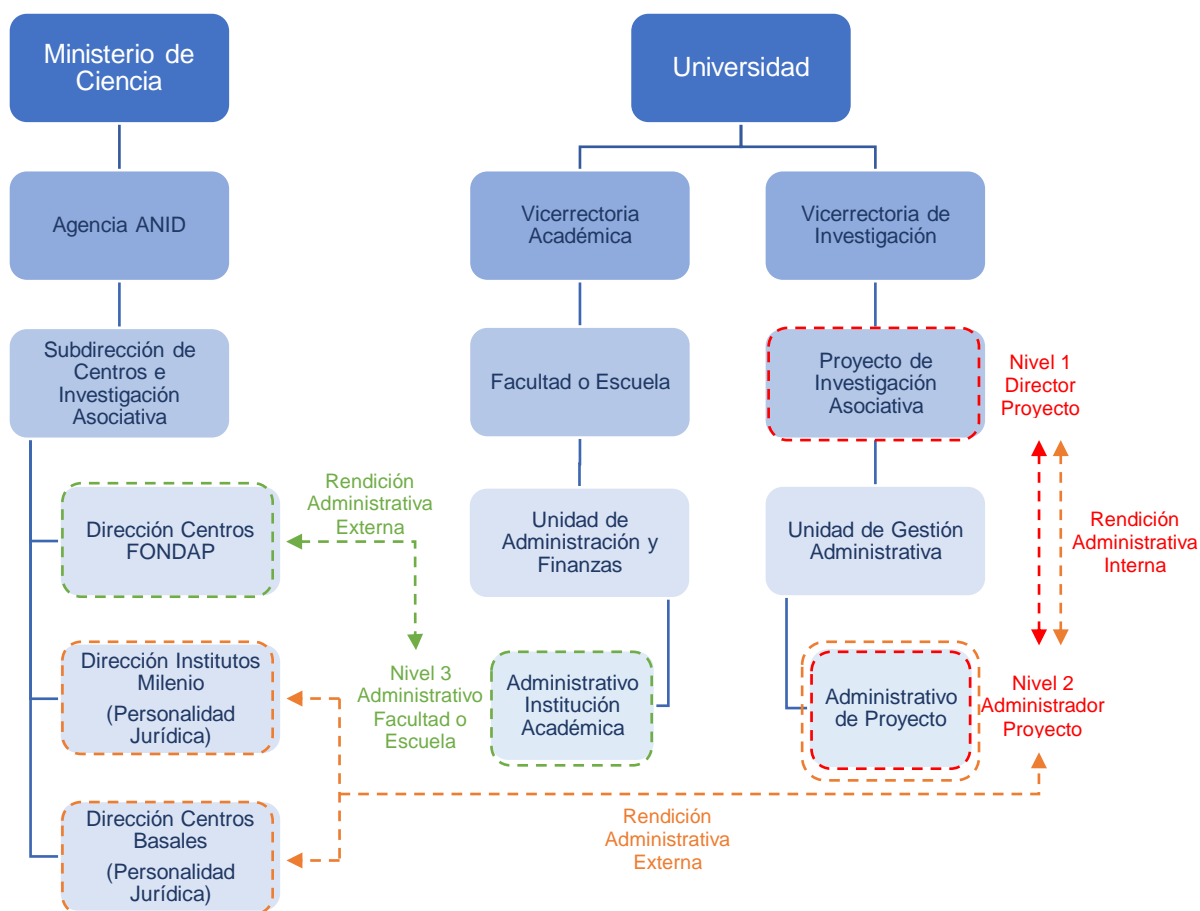 Ministerio de
Ciencia
Universidad
Agencia ANID
Vicerrectoria
Académica
Vicerrectoria de
Investigación
Subdirección de
Centros e
Investigación
Asociativa
Facultad o Escuela
Proyecto de
Investigación
Asociativa
Nivel 1
Director
Proyecto
Dirección Centros
FONDAP
Rendición
Administrativa
Externa
Unidad de
Administración y
Finanzas
Unidad de Gestión
Administrativa
Rendición
Administrativa
Interna
Dirección Institutos
Milenio
(Personalidad
Jurídica)
Nivel 3
Administrativo
Facultad o
Escuela
Administrativo
Institución
Académica
Administrativo
de Proyecto
Nivel 2
Administrador
Proyecto
Dirección Centros
Basales
(Personalidad
Jurídica)
Rendición
Administrativa
Externa